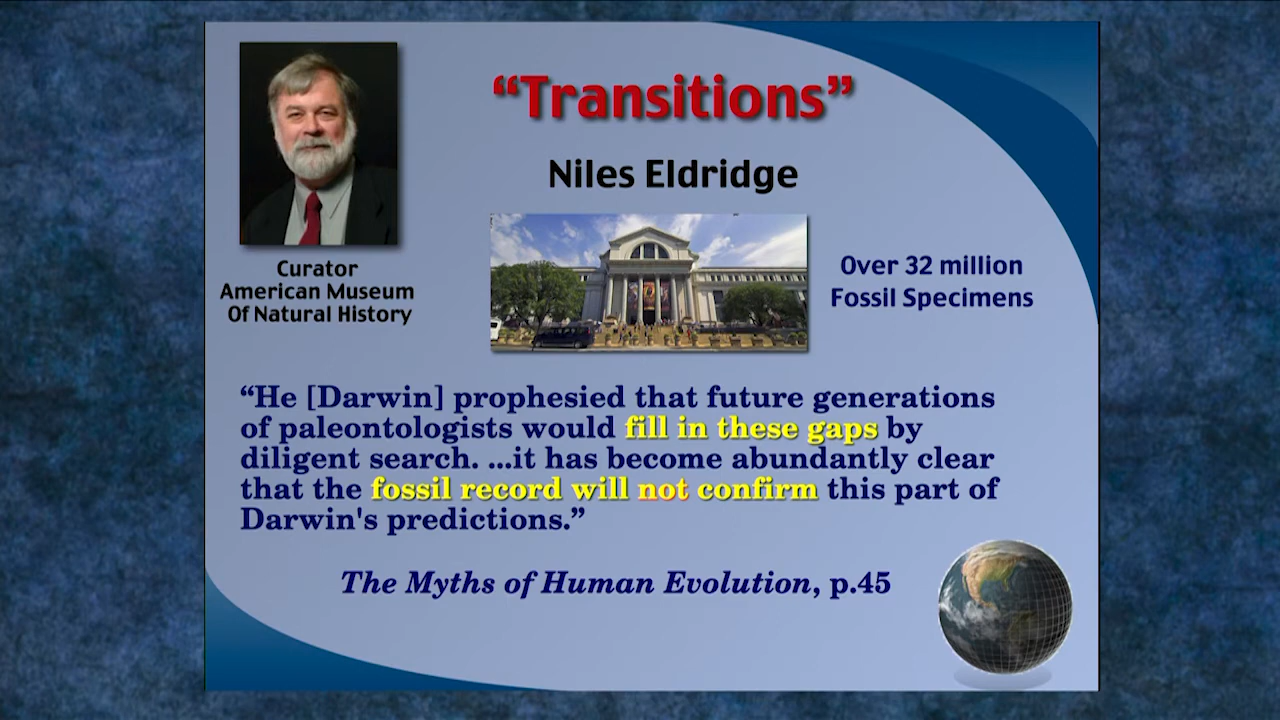 “Transitions”
Niles Eldridge
Curator
American Museum
Of Natural History
Over 32 million
Fossil Specimens
“He [Darwin] prophesied that future generations
of paleontologists would fill in these gaps by
diligent search. ...it has become abundantly clear
that the fossil record will not confirm this part of
Darwin's predictions.”
The Myths of Human Evolution, p.45